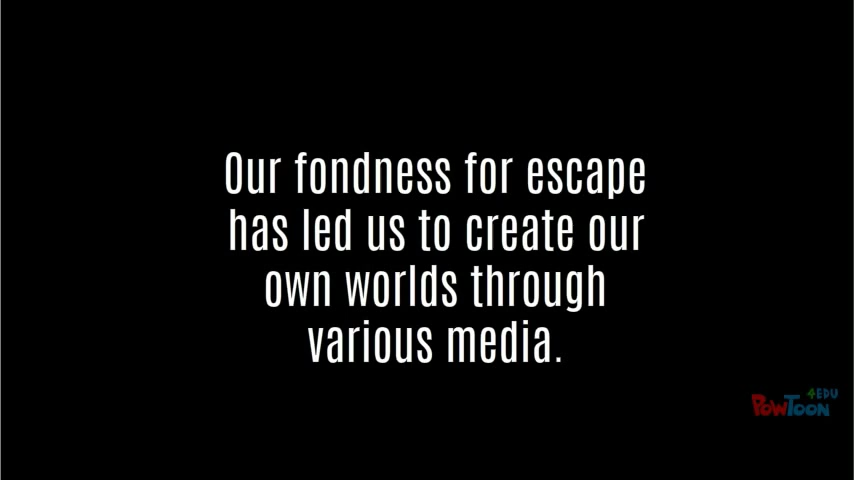 Our fondness for escape
has led us to create our
own worlds through
various media.
4EDU
PowToon